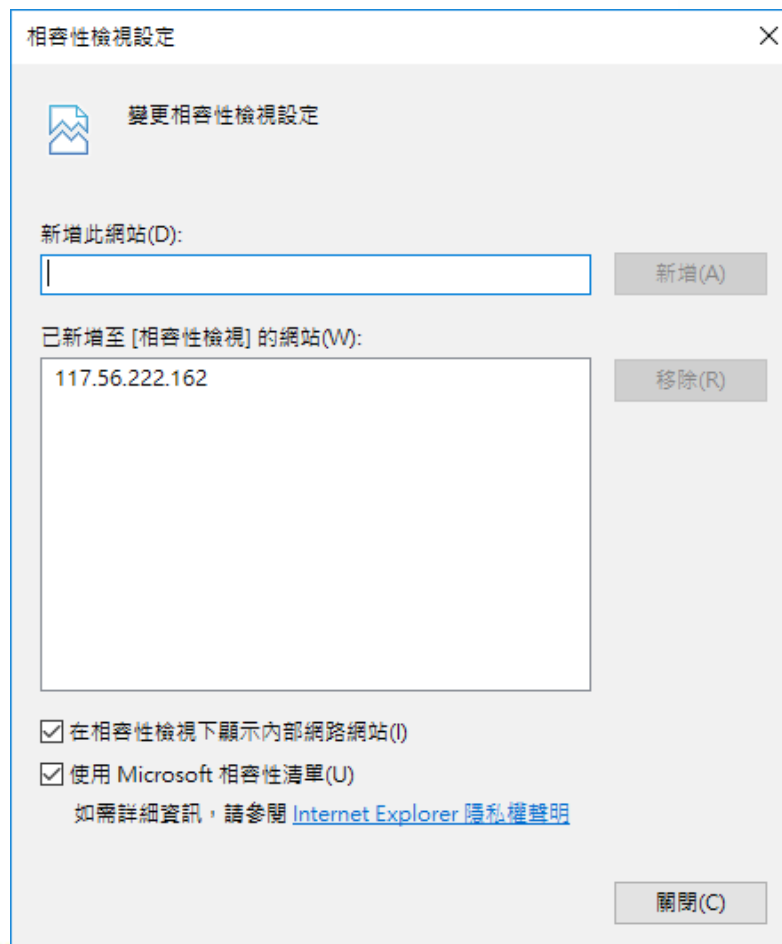 相容性檢視設定
變更相容性檢視設定
新增此網站(D):
新增(A)
已新增至 [相容性檢視] 的網站(W):
117.56.222.162
移除(R)
在相容性檢視下顯示內部網路網站(I)
使用 Microsoft 相容性清單(U)
如需詳細資訊，請參閱 Internet Explorer 隱私權聲明
關閉(C)